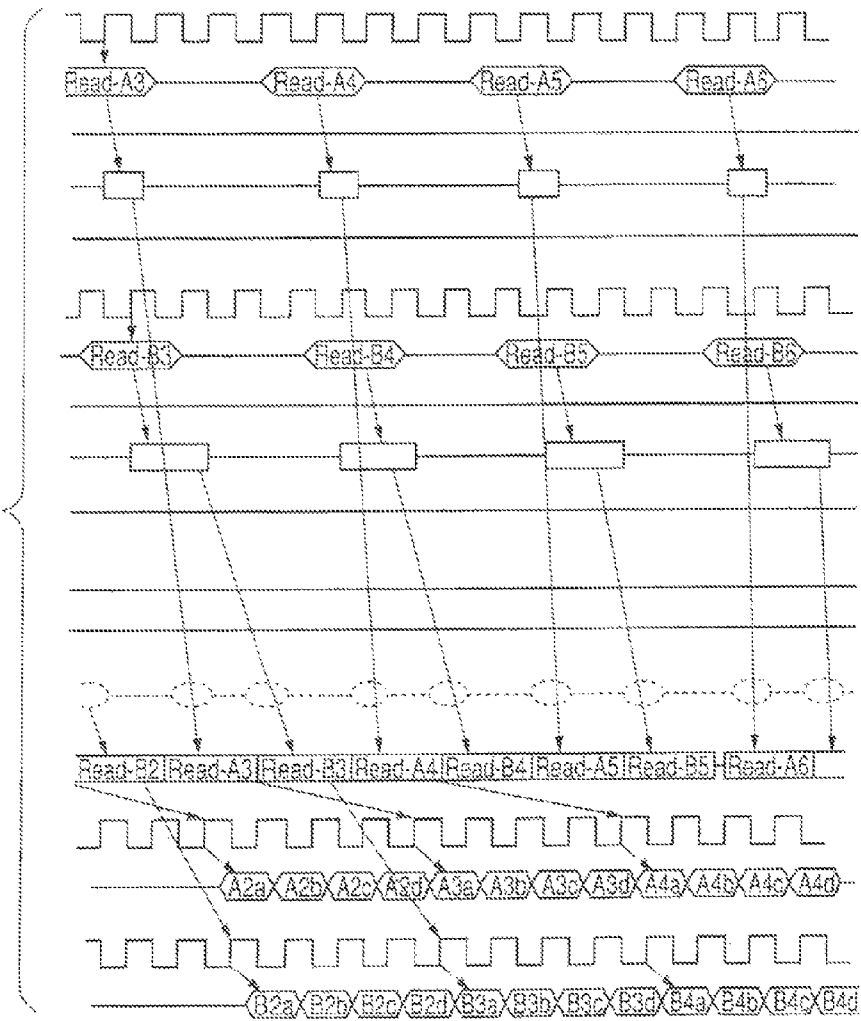 Read-A3 Read-A4 Read-A5 Read-A6
Read-B3 Read-B4 Read-B5 Read-B6
Read-B2 Read-A3 Read-B3 Read-A4 Read-B4 Read-A5 Read-B5 Read-A6
A2a A2b A2c A2d A3a A3b A3c A3d A4a A4b A4c A4d
B2a B2b B2c B2d B3a B3b B3c B3d B4a B4b B4c B4d